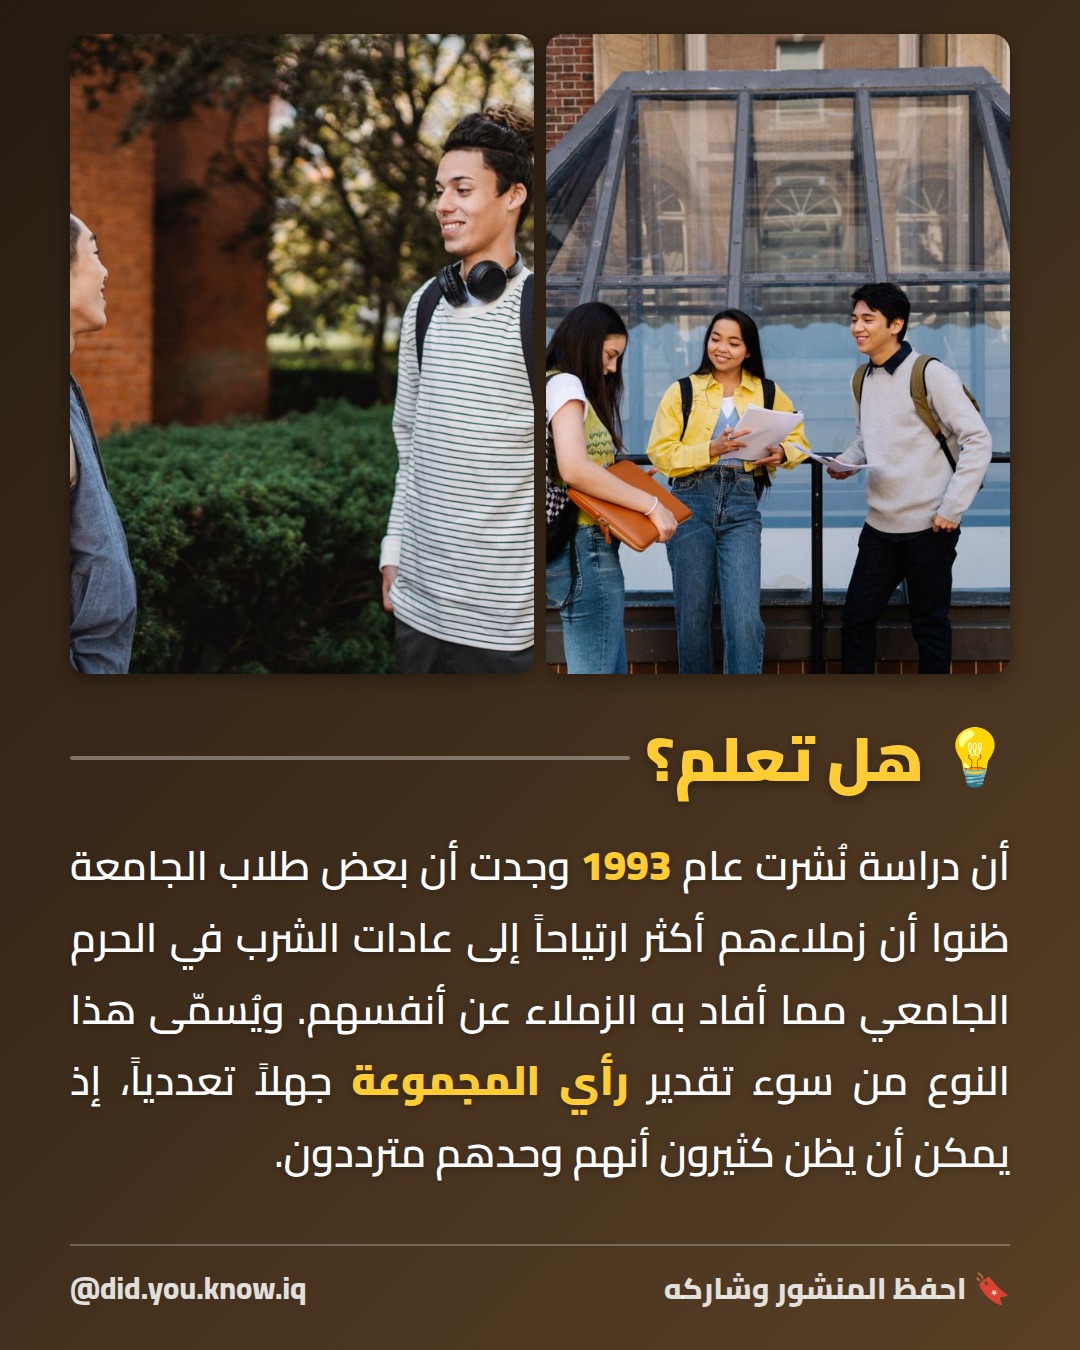 هل تعلم؟
أن دراسة نُشرت عام 1993 وجدت أن بعض طلاب الجامعة
ظنوا أن زملاءهم أكثر ارتياحاً إلى عادات الشرب في الحرم
الجامعي مما أفاد به الزملاء عن أنفسهم. ويُسمّى هذا
النوع من سوء تقدير رأي المجموعة جهلاً تعددياً، إذ
يمكن أن يظن كثيرون أنهم وحدهم مترددون.
احفظ المنشور وشاركه
@did.you.know.iq